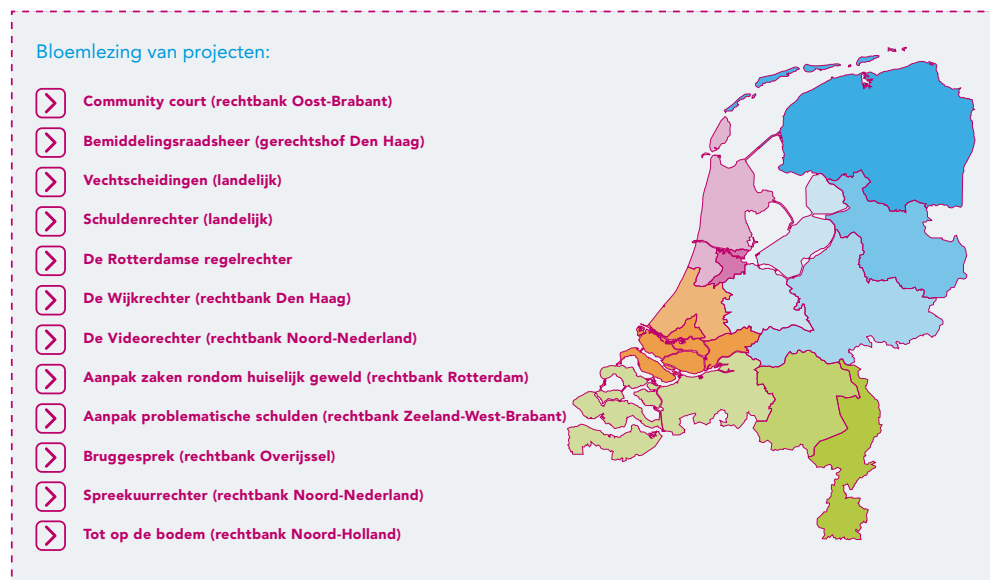 Bloemlezing van projecten:
Community court (rechtbank Oost-Brabant)
Bemiddelingsraadsheer (gerechtshof Den Haag)
Vechtscheidingen (landelijk)
Schuldenrechter (landelijk)
De Rotterdamse regelrechter
De Wijkrechter (rechtbank Den Haag)
De Videorechter (rechtbank Noord-Nederland)
Aanpak zaken rondom huiselijk geweld (rechtbank Rotterdam)
Aanpak problematische schulden (rechtbank Zeeland-West-Brabant)
Bruggesprek (rechtbank Overijssel)
Spreekuurrechter (rechtbank Noord-Nederland)
Tot op de bodem (rechtbank Noord-Holland)